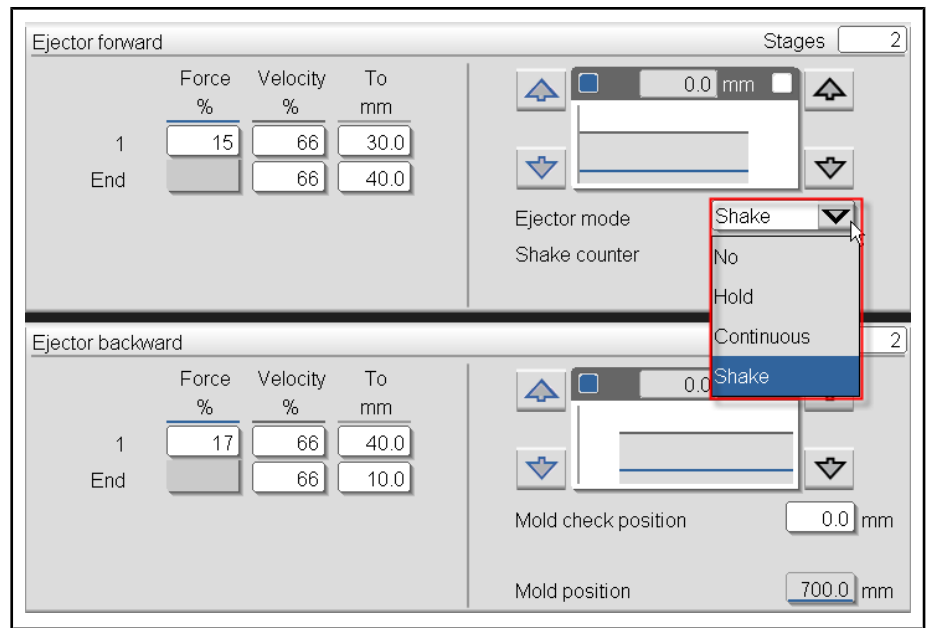 Ejector forward Stages 2
Force Velocity To
% % mm
0.0 mm
1 15 66 30.0
End 66 40.0
Ejector mode Shake
Shake counter
No
Hold
Continuous
Shake
Ejector backward 2
Force Velocity To
% % mm
0.0
1 17 66 40.0
End 66 10.0
Mold check position 0.0 mm
Mold position 700.0 mm